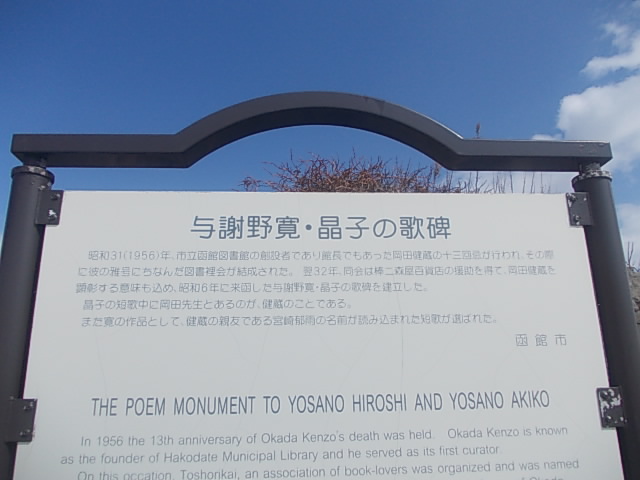 与謝野寛・晶子の歌碑
昭和31(1956)年、市立函館図書館の館設者であり館長でもあった岡田健蔵の十三回忌が行われ、その際
に彼の雅号にちなんだ図書裡会が結成された。翌32年、同会は棒二森屋百貨店の援助を得て、岡田健蔵を
顕彰する意味も込め、昭和6年に来函した与謝野寛・晶子の歌碑を建立した。
晶子の短歌中に岡田先生とあるのが、健蔵のことである。
また寛の作品として、健蔵の親友である宮崎郁雨の名前が読み込まれた短歌が選ばれた。
函館市
THE POEM MONUMENT TO YOSANO HIROSHI AND YOSANO AKIKO
In 1956 the 13th anniversary of Okada Kenzo's death was held. Okada Kenzo is known
as the founder of Hakodate Municipal Library and he served as its first curator.
On this occation, Toshonkai, an association of book-lovers was organized and was named